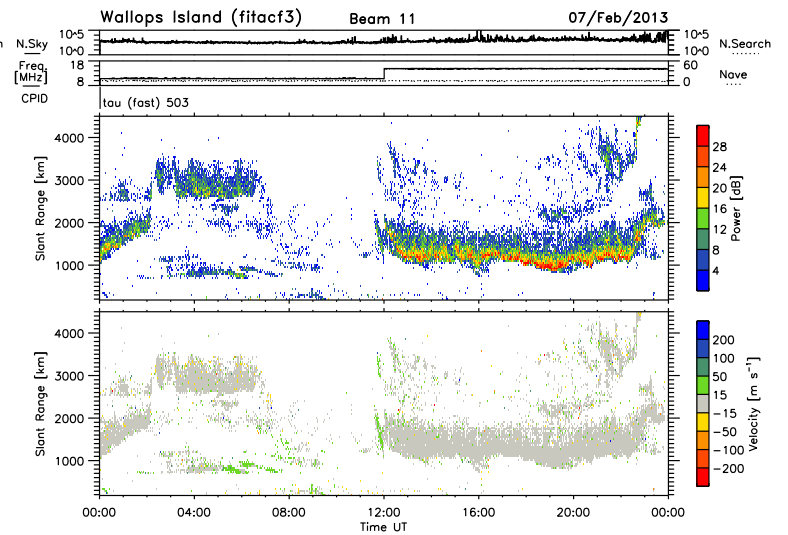 Wallops Island (fitacf3) Beam 11 07/Feb/2013
n N.Sky 10^5 10^0 10^5 10^0 N.Search
Freq. [MHz] 18 8 60 0 Nave
CPID tau (fast) 503
Slant Range [km] 4000 3000 2000 1000
Power [dB] 28 24 20 16 12 8 4
Slant Range [km] 4000 3000 2000 1000
Velocity [m s⁻¹] 200 100 50 15 −15 −50 −100 −200
00:00 04:00 08:00 12:00 16:00 20:00 00:00
Time UT